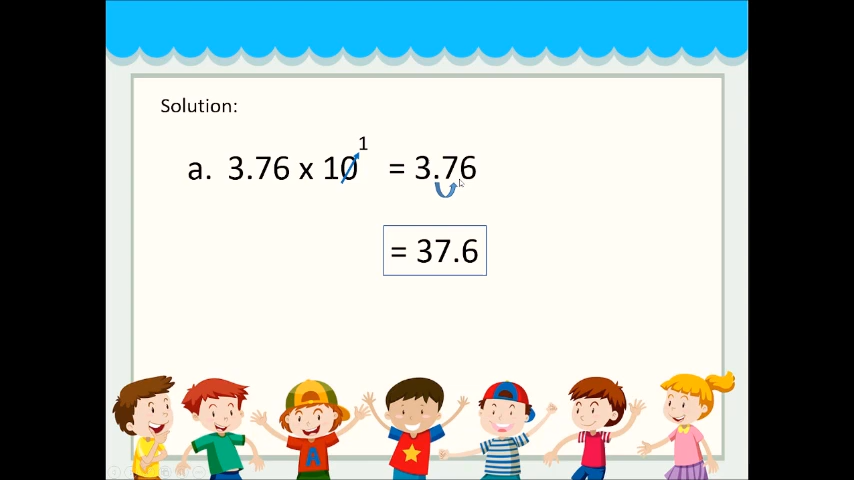 Solution:
1
a. 3.76 x 10 = 3.76
= 37.6
A